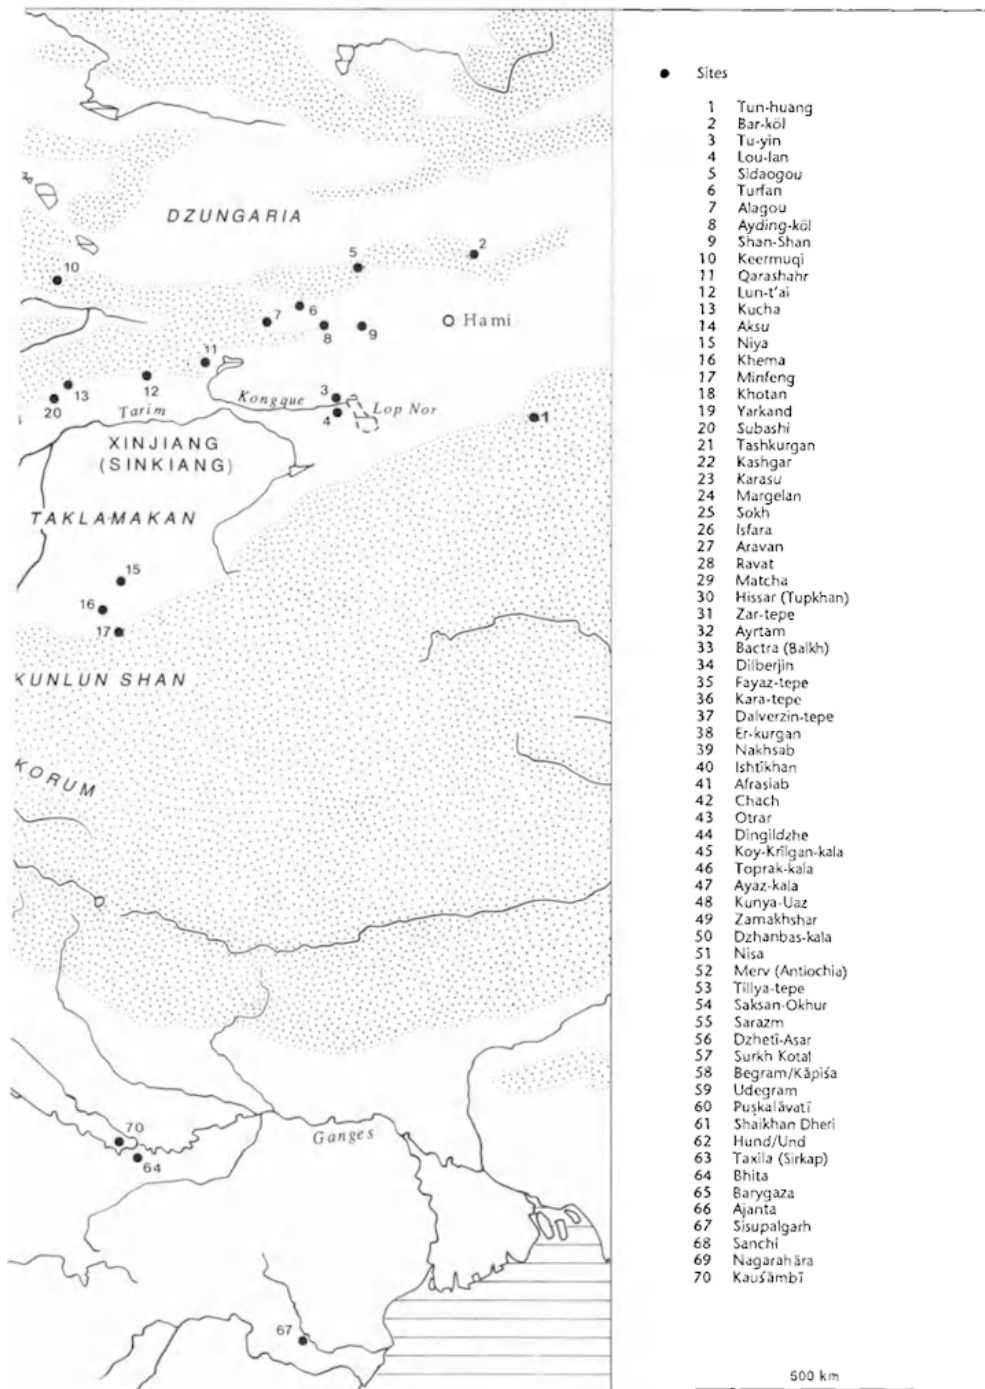 DZUNGARIA
2
5
10
6
7
8
9
Hami
11
12
13
20
3
Kongque
4
Lop Nor
1
Tarim
XINJIANG
(SINKIANG)
TAKLAMAKAN
15
16
17
KUNLUN SHAN
KORUM
70
64
Ganges
67
Sites
1 Tun-huang
2 Bar-köl
3 Tu-yin
4 Lou-lan
5 Sidaogou
6 Turfan
7 Alagou
8 Ayding-köl
9 Shan-Shan
10 Keermuqi
11 Qarashahr
12 Lun-t'ai
13 Kucha
14 Aksu
15 Niya
16 Khema
17 Minfeng
18 Khotan
19 Yarkand
20 Subashi
21 Tashkurgan
22 Kashgar
23 Karasu
24 Margelan
25 Sokh
26 Isfara
27 Aravan
28 Ravat
29 Matcha
30 Hissar (Tupkhan)
31 Zar-tepe
32 Ayrtam
33 Bactra (Balkh)
34 Dilberjin
35 Fayaz-tepe
36 Kara-tepe
37 Dalverzin-tepe
38 Er-kurgan
39 Nakhsab
40 Ishtîkhan
41 Afrasiab
42 Chach
43 Otrar
44 Dingildzhe
45 Koy-Krîlgan-kala
46 Toprak-kala
47 Ayaz-kala
48 Kunya-Uaz
49 Zamakhshar
50 Dzhanbas-kala
51 Nisa
52 Merv (Antiochia)
53 Tillya-tepe
54 Saksan-Okhur
55 Sarazm
56 Dzhetî-Asar
57 Surkh Kotal
58 Begram/Kāpiśa
59 Udegram
60 Puṣkalāvatī
61 Shaikhan Dheri
62 Hund/Und
63 Taxila (Sirkap)
64 Bhita
65 Barygaza
66 Ajanta
67 Sisupalgarh
68 Sanchi
69 Nagarahāra
70 Kauśāmbī
500 km